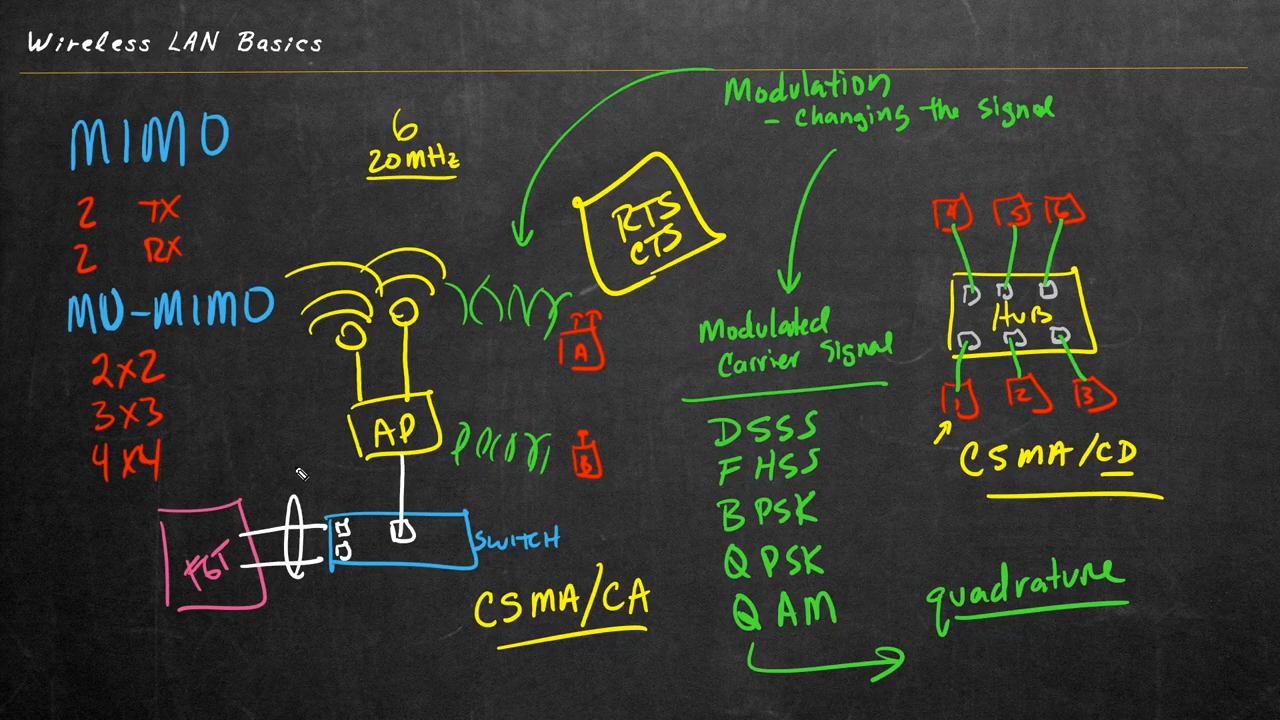 Wireless LAN Basics
MIMO
2 TX
2 RX
MU-MIMO
2x2
3x3
4x4
6
20MHz
AP
FGT
SWITCH
CSMA/CA
RTS
CTS
A
B
Modulation
- Changing the signal
Modulated
Carrier Signal
DSSS
FHSS
BPSK
QPSK
QAM
quadrature
4 5 6
HUB
1 2 3
CSMA/CD